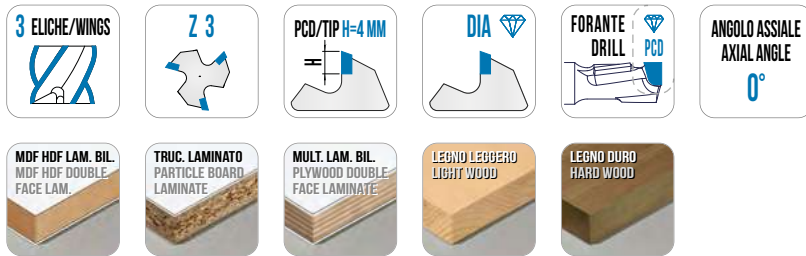 3 ELICHE/WINGS
Z 3
PCD/TIP H=4 MM
H
DIA
FORANTE
DRILL PCD
ANGOLO ASSIALE
AXIAL ANGLE
0°
MDF HDF LAM. BIL.
MDF HDF DOUBLE
FACE LAM.
TRUC. LAMINATO
PARTICLE BOARD
LAMINATE
MULT. LAM. BIL.
PLYWOOD DOUBLE
FACE LAMINATE
LEGNO LEGGERO
LIGHT WOOD
LEGNO DURO
HARD WOOD